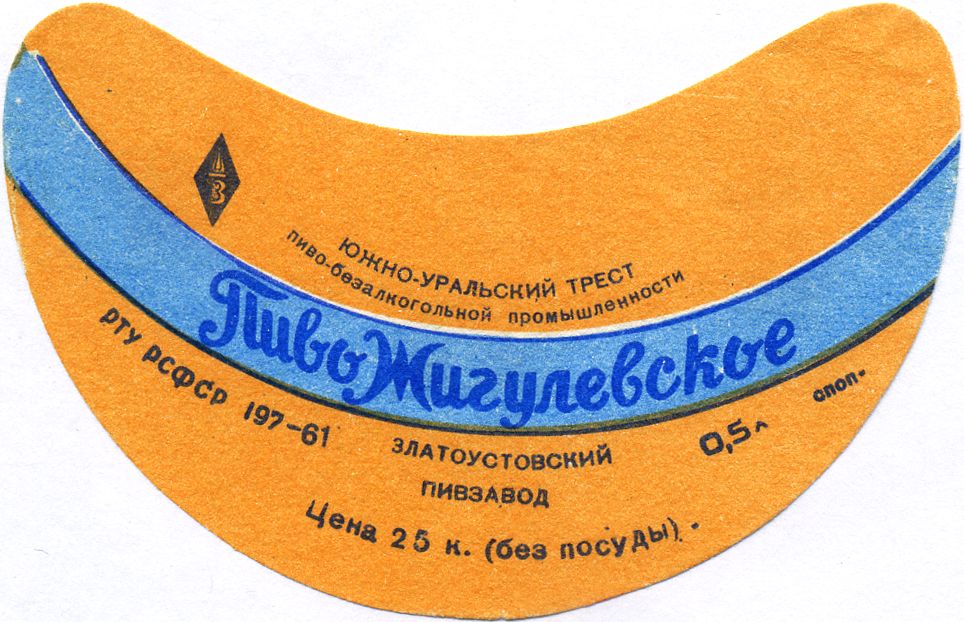 ЮЖНО-УРАЛЬСКИЙ ТРЕСТ
пиво-безалкогольной промышленности
Пиво Жигулевское
РТУ РСФСР 197-61
ЗЛАТОУСТОВСКИЙ
ПИВЗАВОД
0,5 л
Цена 25 к. (без посуды).